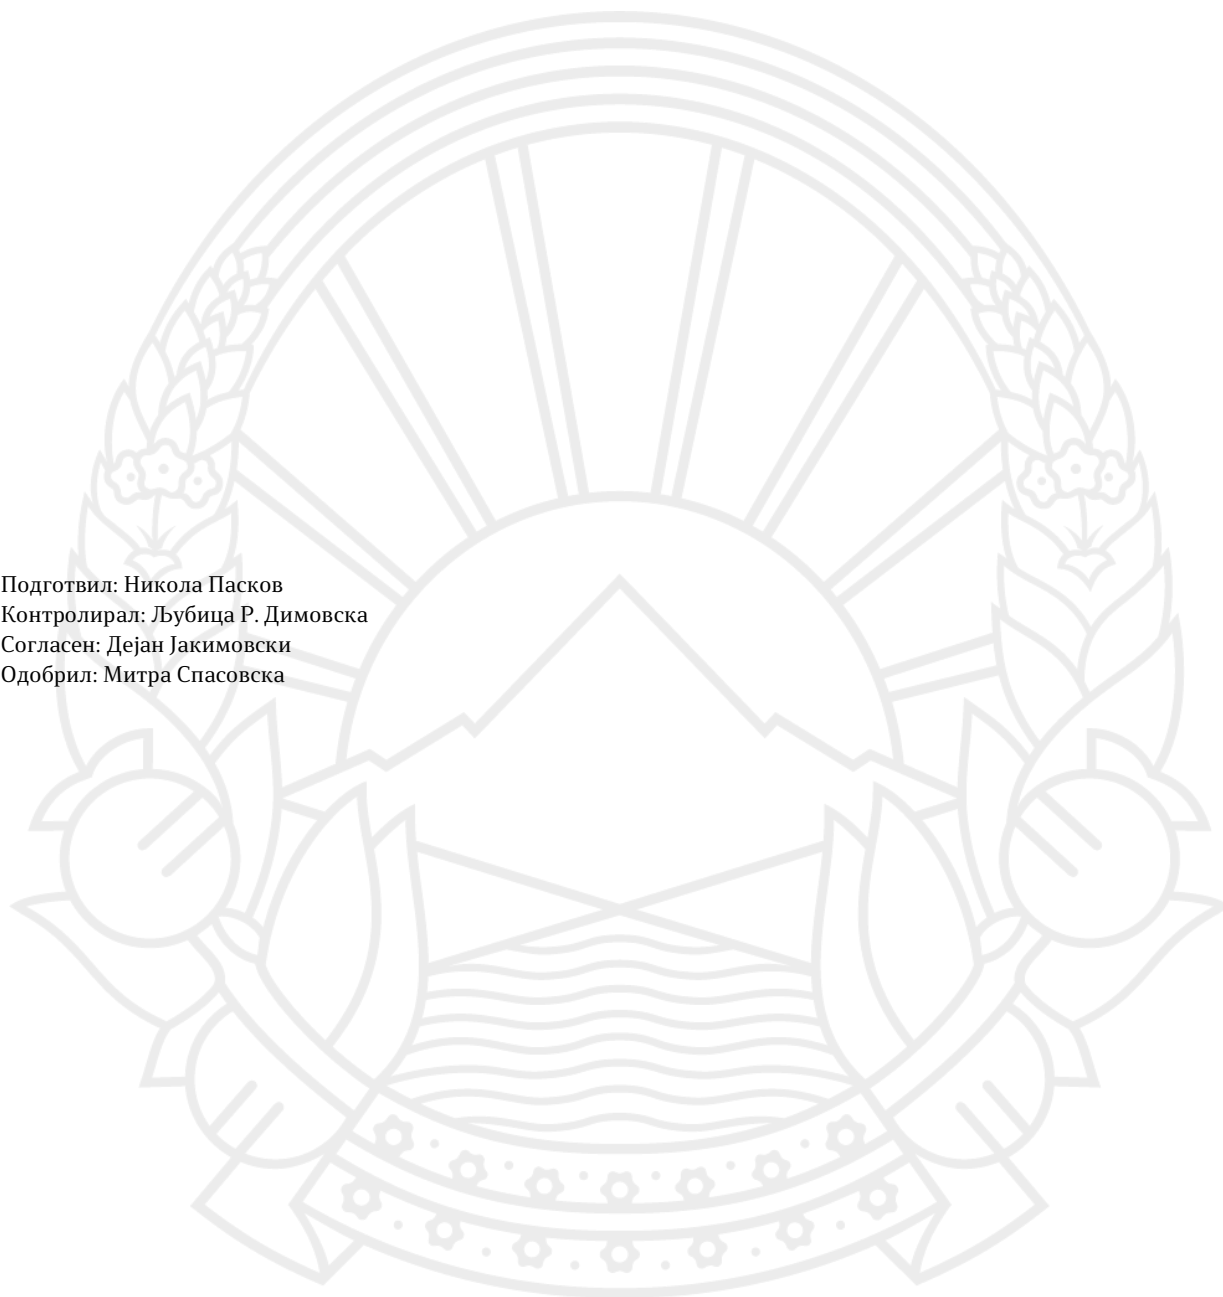 Подготвил: Никола Пасков
Контролирал: Љубица Р. Димовска
Согласен: Дејан Јакимовски
Одобрил: Митра Спасовска